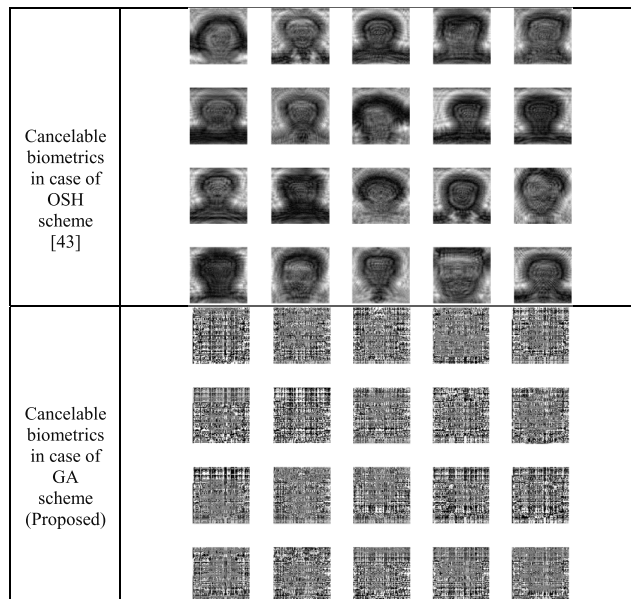 Cancelable
biometrics
in case of
OSH
scheme
[43]
Cancelable
biometrics
in case of
GA
scheme
(Proposed)